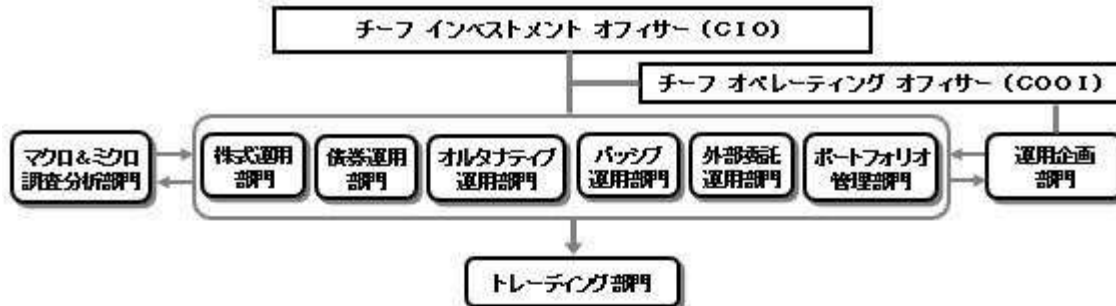 チーフ インベストメント オフィサー（CIO）
チーフ オペレーティング オフィサー（COOI）
マクロ＆ミクロ
調査分析部門
株式運用
部門
債券運用
部門
オルタナティブ
運用部門
パッシブ
運用部門
外部委託
運用部門
ポートフォリオ
管理部門
運用企画
部門
トレーディング部門